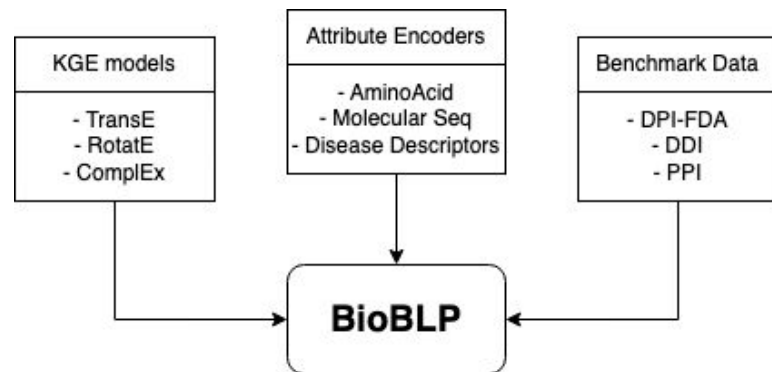 KGE models
- TransE
- RotatE
- ComplEx
Attribute Encoders
- AminoAcid
- Molecular Seq
- Disease Descriptors
Benchmark Data
- DPI-FDA
- DDI
- PPI
BioBLP